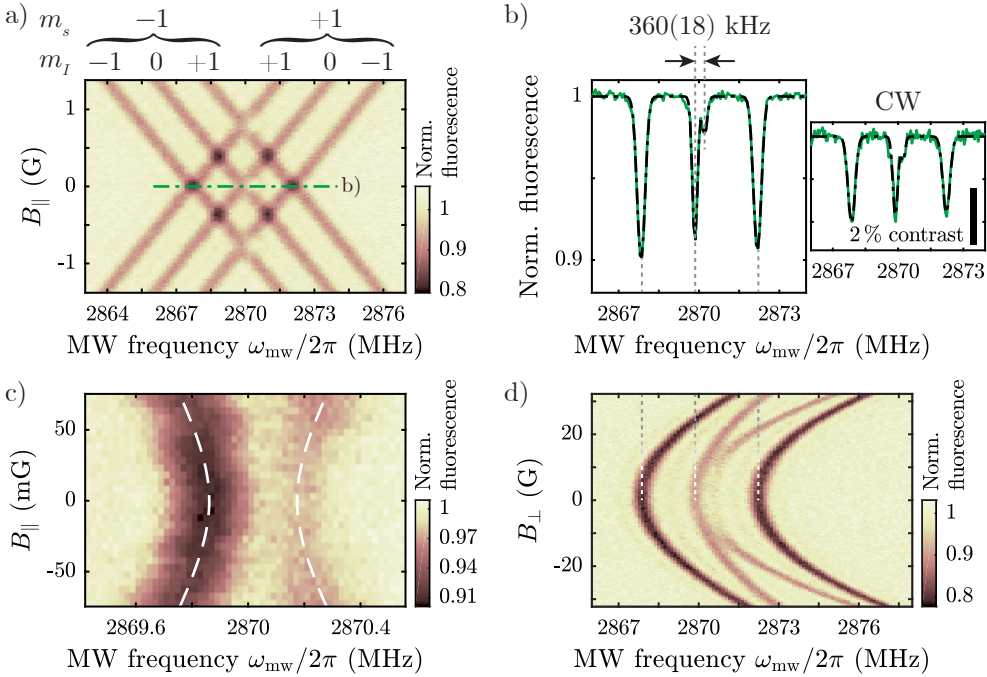 a)
m_s −1 +1
m_I −1 0 +1 +1 0 −1
1
0
-1
B∥ (G)
b)
Norm.
fluorescence
1
0.9
0.8
2864 2867 2870 2873 2876
MW frequency ω_mw/2π (MHz)
b)
360(18) kHz
1
0.9
Norm. fluorescence
2867 2870 2873
MW frequency ω_mw/2π (MHz)
CW
2 % contrast
2867 2870 2873
c)
50
0
-50
B∥ (mG)
Norm.
fluorescence
1
0.97
0.94
0.91
2869.6 2870 2870.4
MW frequency ω_mw/2π (MHz)
d)
20
0
-20
B⊥ (G)
Norm.
fluorescence
1
0.9
0.8
2867 2870 2873 2876
MW frequency ω_mw/2π (MHz)